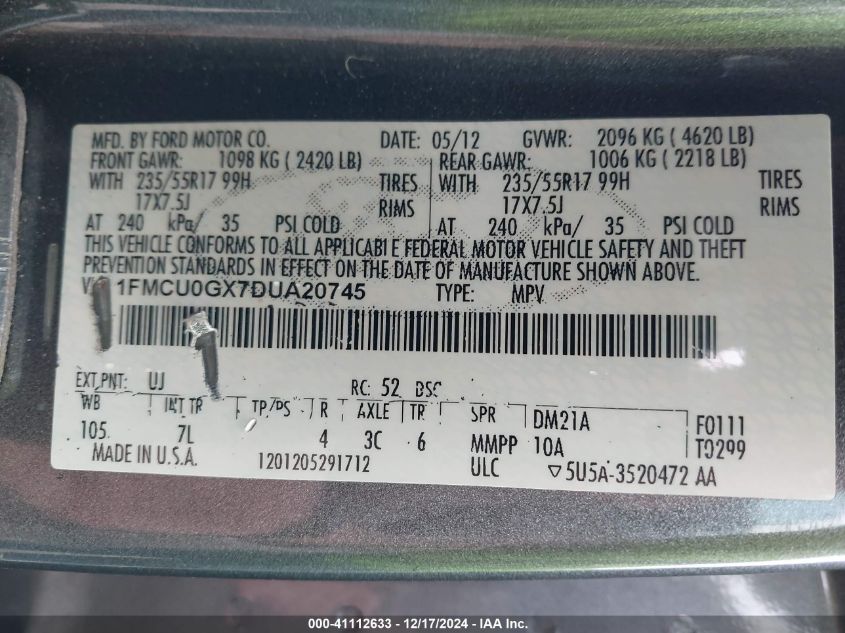 MFD. BY FORD MOTOR CO. DATE: 05/12 GVWR: 2096 KG ( 4620 LB)
FRONT GAWR: 1098 KG ( 2420 LB) REAR GAWR: 1006 KG ( 2218 LB)
WITH 235/55R17 99H TIRES WITH 235/55R17 99H TIRES
17X7.5J RIMS 17X7.5J RIMS
AT 240 kPa/ 35 PSI COLD AT 240 kPa/ 35 PSI COLD
THIS VEHICLE CONFORMS TO ALL APPLICABLE FEDERAL MOTOR VEHICLE SAFETY AND THEFT
PREVENTION STANDARDS IN EFFECT ON THE DATE OF MANUFACTURE SHOWN ABOVE.
1FMCU0GX7DUA20745 TYPE: MPV
EXT PNT: UJ RC: 52 DSO
WB INT TR TP/PS R AXLE TR SPR DM21A F0111
105 7L 4 3C 6 MMPP 10A T0299
MADE IN U.S.A. 1201205291712 ULC ▽5U5A-3520472 AA
000-41112633 - 12/17/2024 - IAA Inc.